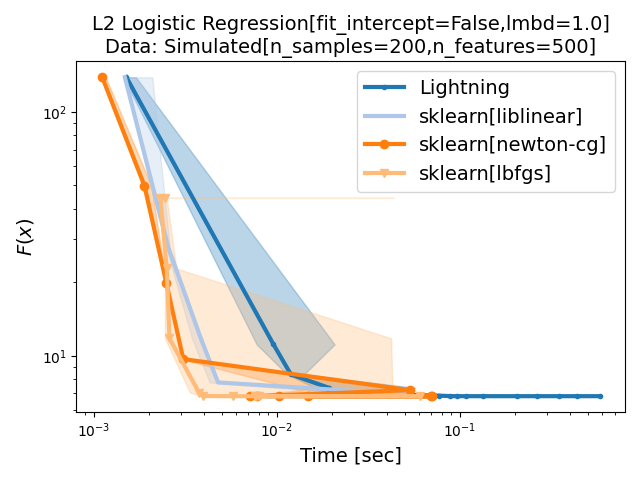 L2 Logistic Regression[fit_intercept=False,lmbd=1.0]
Data: Simulated[n_samples=200,n_features=500]
Lightning
sklearn[liblinear]
sklearn[newton-cg]
sklearn[lbfgs]
F(x)
10²
10¹
10⁻³
10⁻²
10⁻¹
Time [sec]